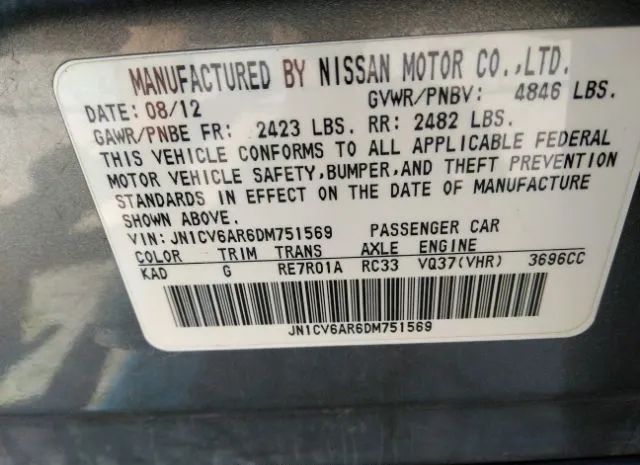 MANUFACTURED BY NISSAN MOTOR CO.,LTD.
DATE: 08/12 GVWR/PNBV: 4846 LBS.
GAWR/PNBE FR: 2423 LBS. RR: 2482 LBS.
THIS VEHICLE CONFORMS TO ALL APPLICABLE FEDERAL
MOTOR VEHICLE SAFETY,BUMPER,AND THEFT PREVENTION
STANDARDS IN EFFECT ON THE DATE OF MANUFACTURE
SHOWN ABOVE.
VIN: JN1CV6AR6DM751569 PASSENGER CAR
COLOR TRIM TRANS AXLE ENGINE
KAD G RE7R01A RC33 VQ37(VHR) 3696CC
JN1CV6AR6DM751569